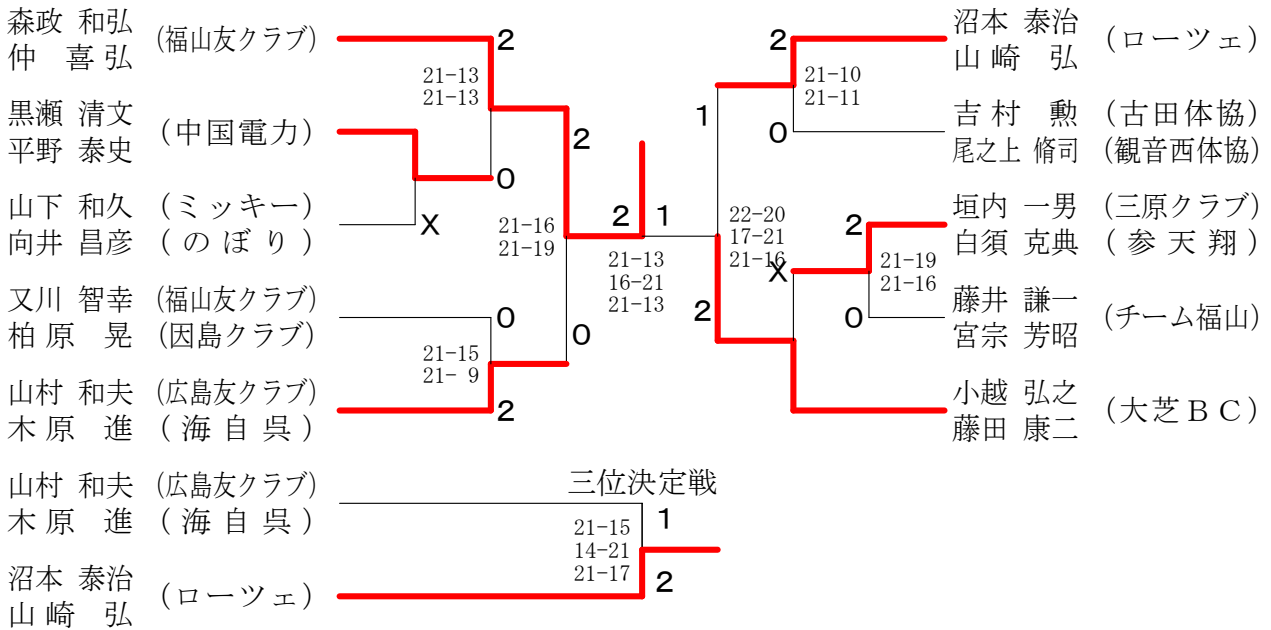 森政 和弘 (福山友クラブ)
仲 喜弘
2
21-13
21-13
黒瀬 清文 (中国電力)
平野 泰史
0
山下 和久 (ミッキー)
向井 昌彦 (のぼり)
X
2
21-16
21-19
又川 智幸 (福山友クラブ)
柏原 晃 (因島クラブ)
0
21-15
21- 9
0
山村 和夫 (広島友クラブ)
木原 進 (海自呉)
2
2
1
21-13
16-21
21-13
沼本 泰治 (ローツェ)
山崎 弘
2
21-10
21-11
吉村 勲 (古田体協)
尾之上 脩司 (観音西体協)
0
1
22-20
17-21
21-16
垣内 一男 (三原クラブ)
白須 克典 (参天翔)
2
21-19
21-16
X
藤井 謙一 (チーム福山)
宮宗 芳昭
0
2
小越 弘之 (大芝BC)
藤田 康二
三位決定戦
山村 和夫 (広島友クラブ)
木原 進 (海自呉)
1
21-15
14-21
21-17
2
沼本 泰治 (ローツェ)
山崎 弘